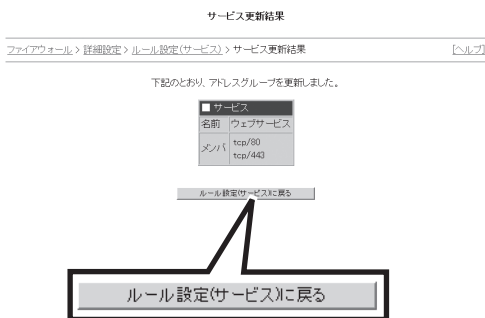 サービス更新結果
ファイアウォール > 詳細設定 > ルール設定(サービス) > サービス更新結果 [ヘルプ]
下記のとおり、アドレスグループを更新しました。
■ サービス
名前 ウェブサービス
メンバ tcp/80
tcp/443
ルール設定(サービス)に戻る
ルール設定(サービス)に戻る